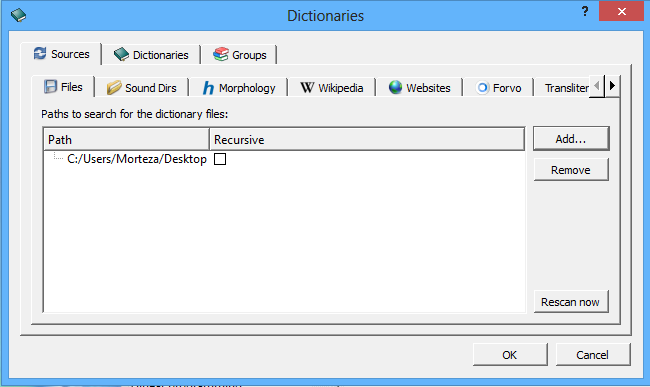 Dictionaries
?
Sources Dictionaries Groups
Files Sound Dirs Morphology Wikipedia Websites Forvo Transliter
Paths to search for the dictionary files:
Path Recursive Add...
C:/Users/Morteza/Desktop
Remove
Rescan now
OK Cancel